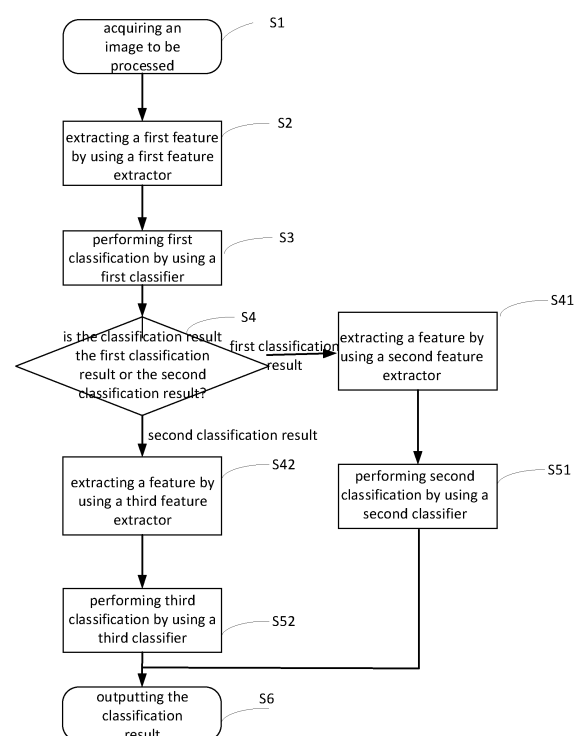 acquiring an
image to be
processed
S1
extracting a first feature
by using a first feature
extractor
S2
performing first
classification by using a
first classifier
S3
is the classification result
the first classification
result or the second
classification result?
S4
first classification
result
extracting a feature by
using a second feature
extractor
S41
second classification result
extracting a feature by
using a third feature
extractor
S42
performing second
classification by using a
second classifier
S51
performing third
classification by using a
third classifier
S52
outputting the
classification
result
S6